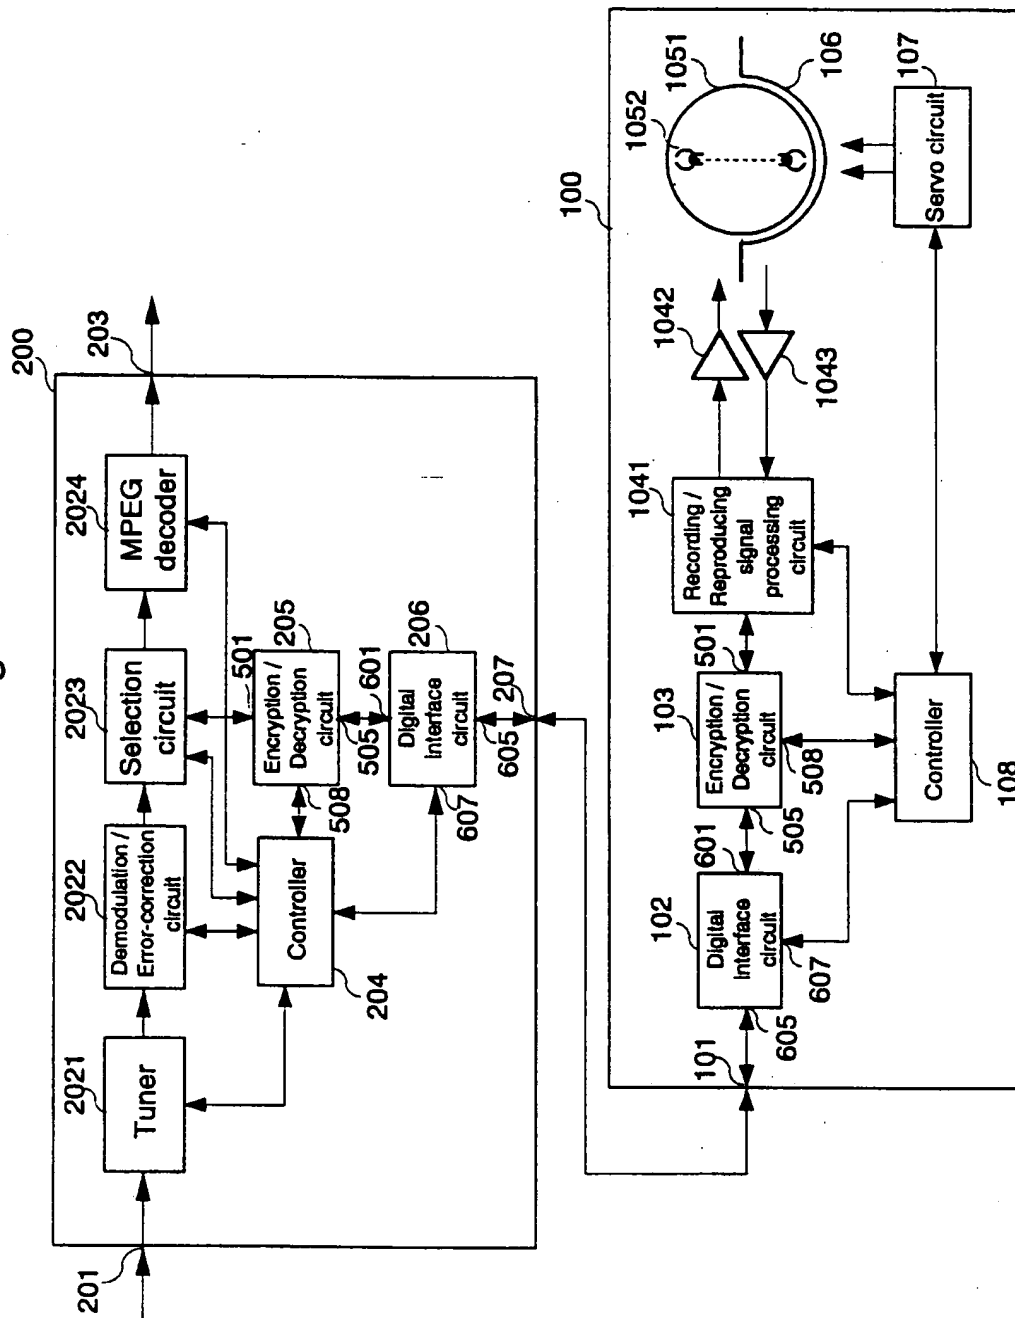 200
201
2021
Tuner
2022
Demodulation /
Error-correction
circuit
2023
Selection
circuit
2024
MPEG
decoder
203
501
205
Encryption /
Decryption
circuit
508
505
601
206
Digital
Interface
circuit
607
605
207
Controller
204
100
101
102
Digital
Interface
circuit
605
607
601
103
Encryption /
Decryption
circuit
505
508
501
1041
Recording /
Reproducing
signal
processing
circuit
1042
1043
1052
1051
106
107
Servo circuit
Controller
108